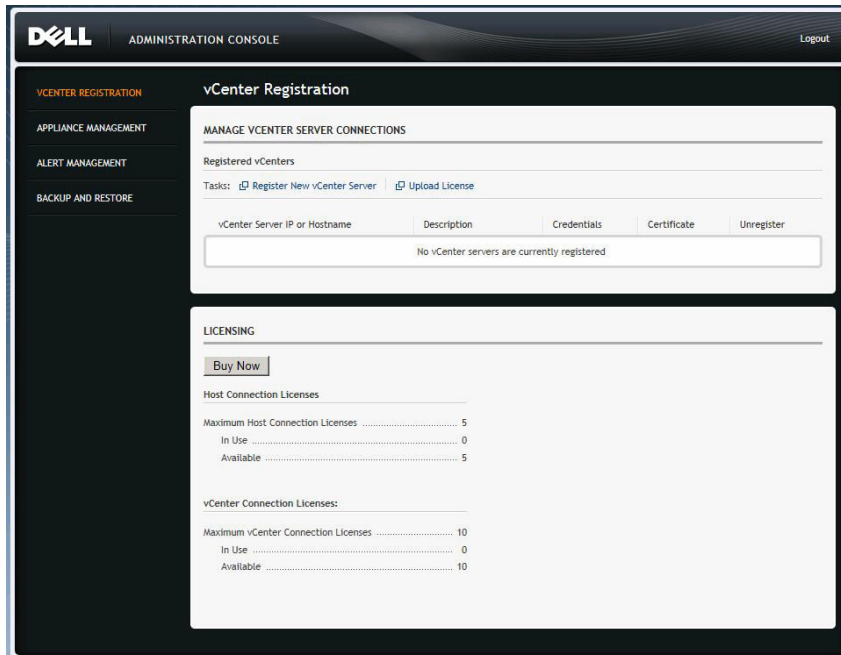 DELL ADMINISTRATION CONSOLE Logout
VCENTER REGISTRATION
APPLIANCE MANAGEMENT
ALERT MANAGEMENT
BACKUP AND RESTORE
vCenter Registration
MANAGE VCENTER SERVER CONNECTIONS
Registered vCenters
Tasks: Register New vCenter Server Upload License
vCenter Server IP or Hostname Description Credentials Certificate Unregister
No vCenter servers are currently registered
LICENSING
Buy Now
Host Connection Licenses
Maximum Host Connection Licenses ..................................... 5
In Use ..................................... 0
Available ..................................... 5
vCenter Connection Licenses:
Maximum vCenter Connection Licenses ............................. 10
In Use ..................................... 0
Available ..................................... 10